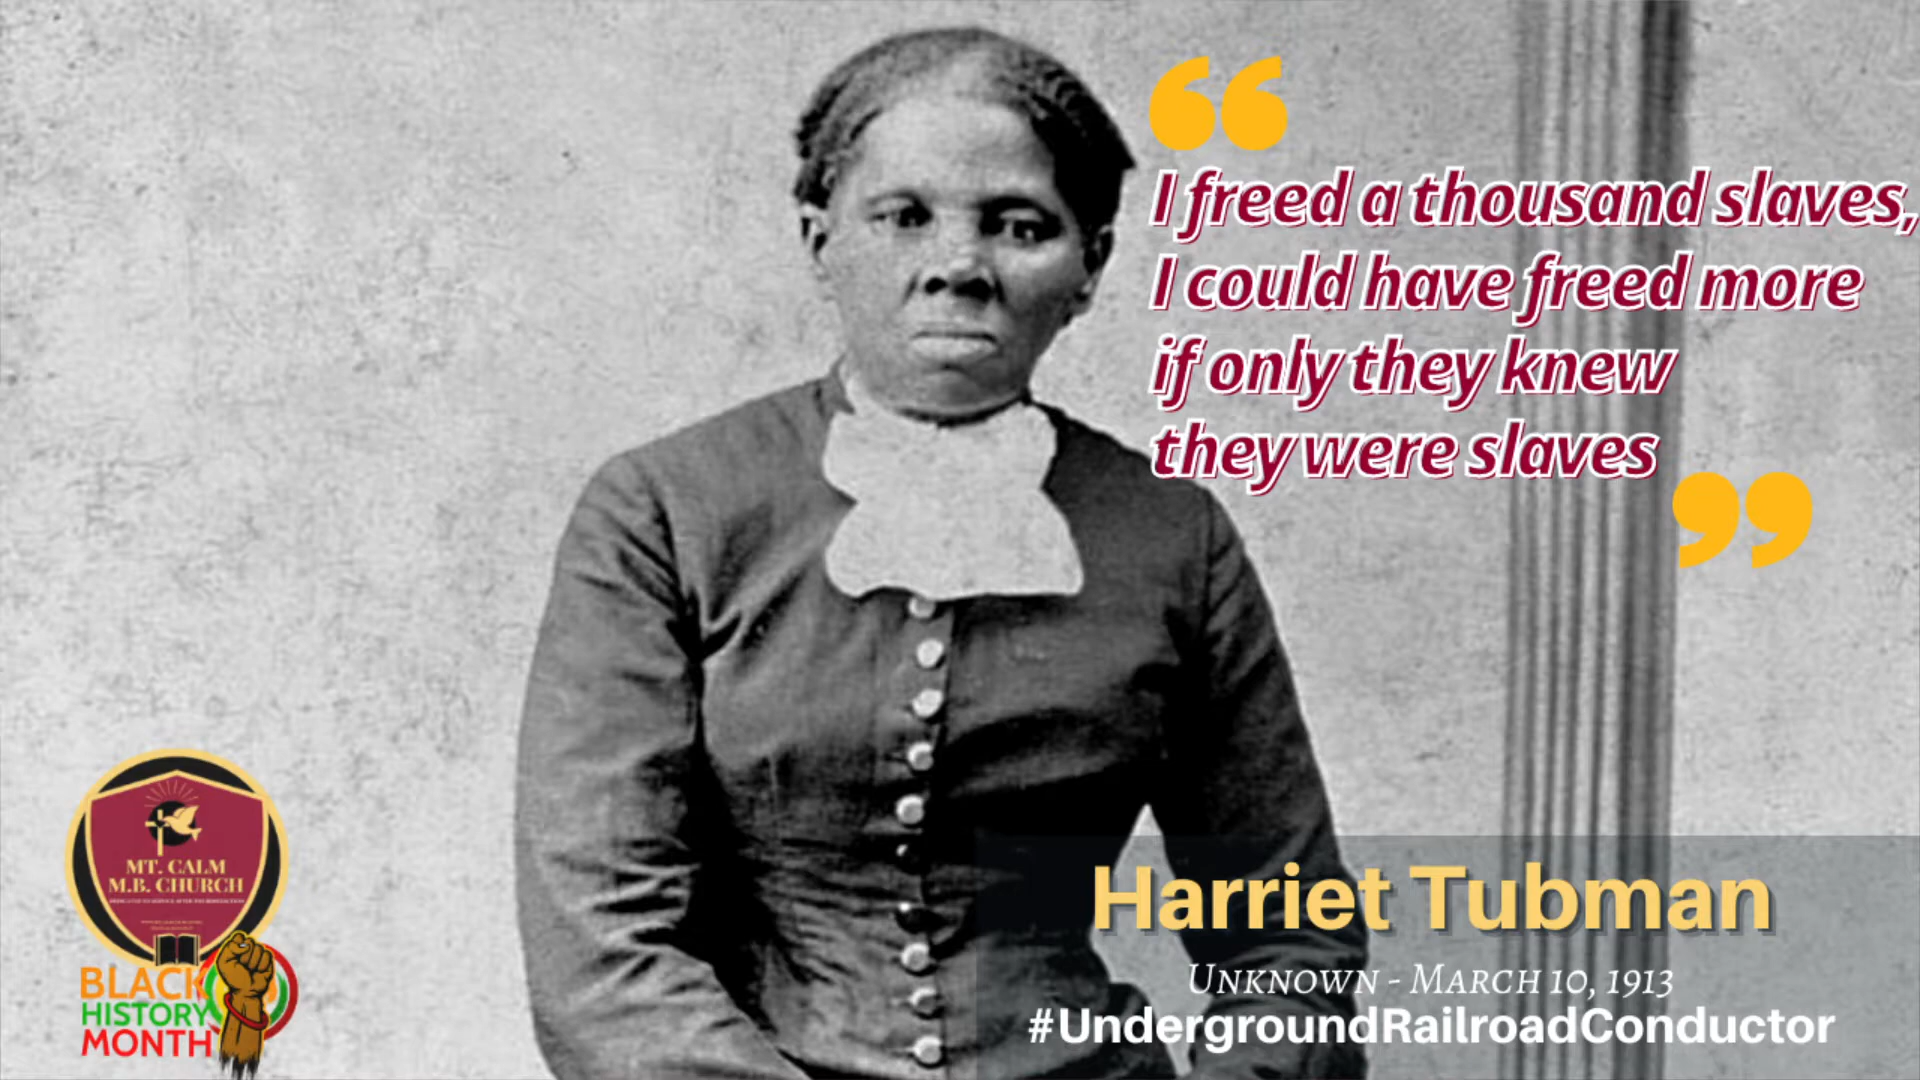 “
I freed a thousand slaves,
I could have freed more
if only they knew
they were slaves
”
MT. CALM
M.B. CHURCH
BLACK
HISTORY
MONTH
Harriet Tubman
Unknown - March 10, 1913
#UndergroundRailroadConductor